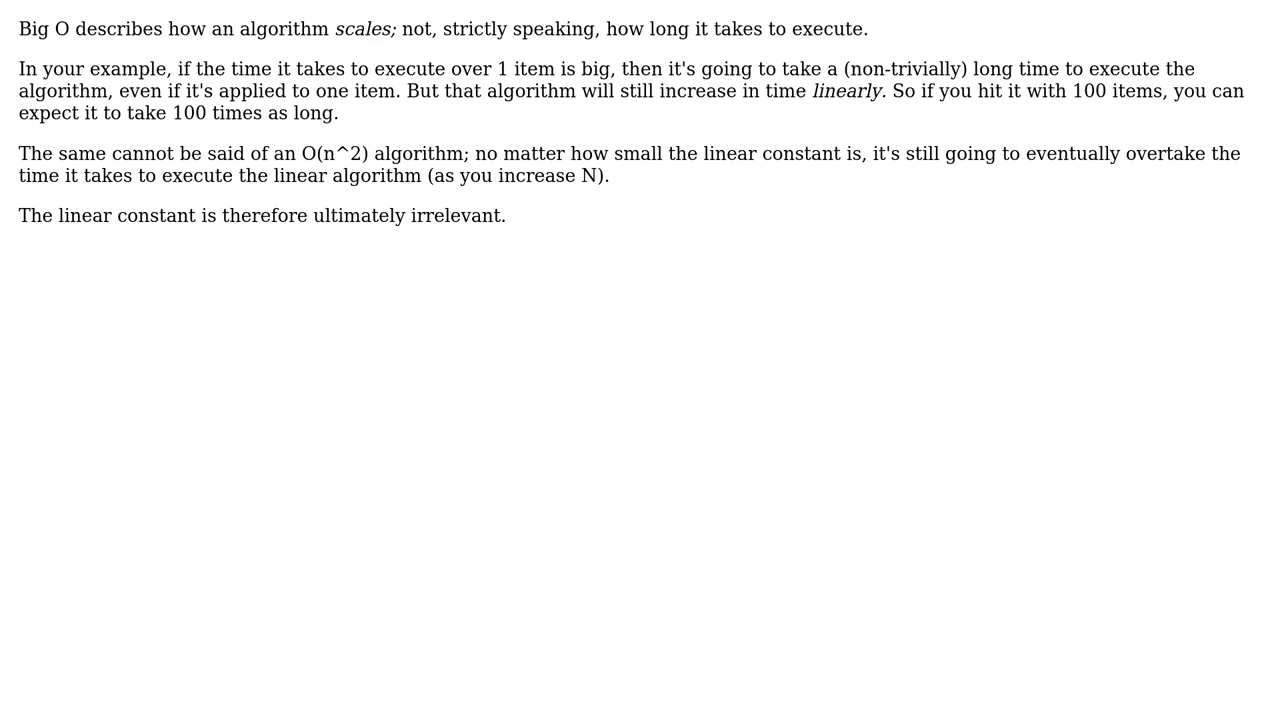 Big O describes how an algorithm scales; not, strictly speaking, how long it takes to execute.
In your example, if the time it takes to execute over 1 item is big, then it's going to take a (non-trivially) long time to execute the
algorithm, even if it's applied to one item. But that algorithm will still increase in time linearly. So if you hit it with 100 items, you can
expect it to take 100 times as long.
The same cannot be said of an O(n^2) algorithm; no matter how small the linear constant is, it's still going to eventually overtake the
time it takes to execute the linear algorithm (as you increase N).
The linear constant is therefore ultimately irrelevant.